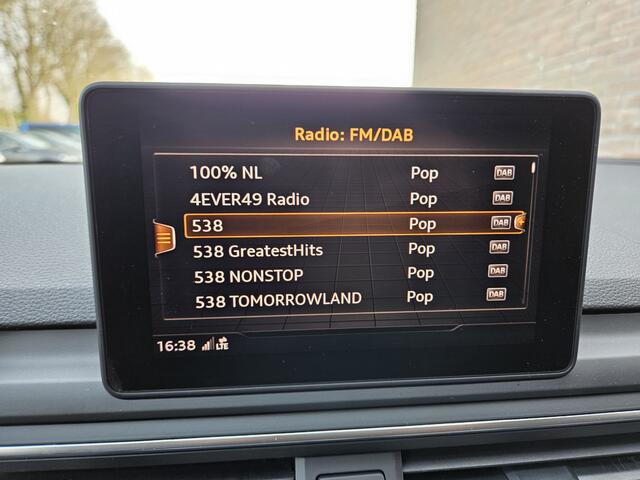 Radio: FM/DAB
100% NL Pop DAB
4EVER49 Radio Pop DAB
538 Pop DAB
538 GreatestHits Pop DAB
538 NONSTOP Pop DAB
538 TOMORROWLAND Pop DAB
16:38 LTE